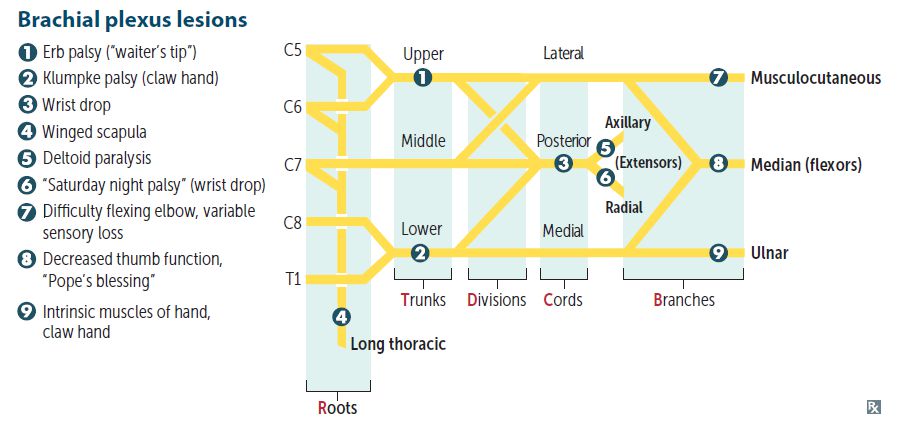 Brachial plexus lesions
1 Erb palsy ("waiter's tip")
2 Klumpke palsy (claw hand)
3 Wrist drop
4 Winged scapula
5 Deltoid paralysis
6 "Saturday night palsy" (wrist drop)
7 Difficulty flexing elbow, variable
sensory loss
8 Decreased thumb function,
"Pope's blessing"
9 Intrinsic muscles of hand,
claw hand
C5
C6
C7
C8
T1
Upper
1
Middle
Lower
2
Lateral
Posterior
3
Medial
Axillary
5
(Extensors)
6
Radial
7 Musculocutaneous
8 Median (flexors)
9 Ulnar
4
Long thoracic
Trunks Divisions Cords Branches
Roots
Rx